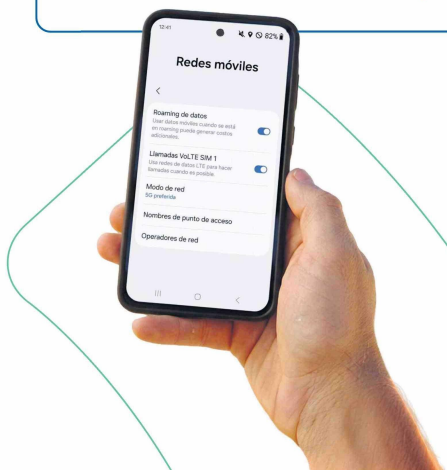 12:41
82%
Redes móviles
Roaming de datos
Usar datos móviles cuando se está
en roaming puede generar costos
adicionales.
Llamadas VoLTE SIM 1
Usa redes de datos LTE para hacer
llamadas cuando es posible.
Modo de red
5G preferida
Nombres de punto de acceso
Operadores de red